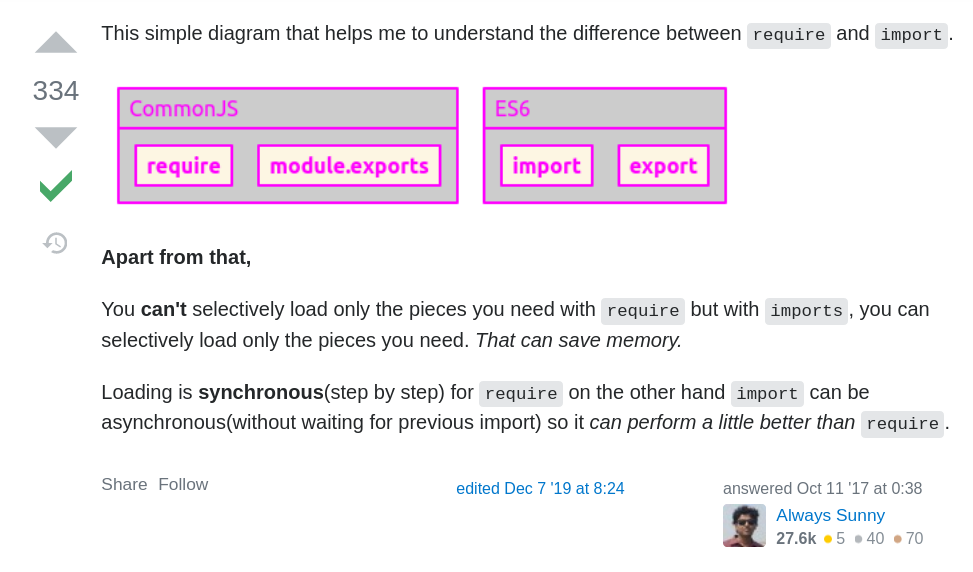 This simple diagram that helps me to understand the difference between require and import.
334
CommonJS
require module.exports
ES6
import export
Apart from that,
You can't selectively load only the pieces you need with require but with imports, you can
selectively load only the pieces you need. That can save memory.
Loading is synchronous(step by step) for require on the other hand import can be
asynchronous(without waiting for previous import) so it can perform a little better than require.
Share Follow
edited Dec 7 '19 at 8:24
answered Oct 11 '17 at 0:38
Always Sunny
27.6k 5 40 70